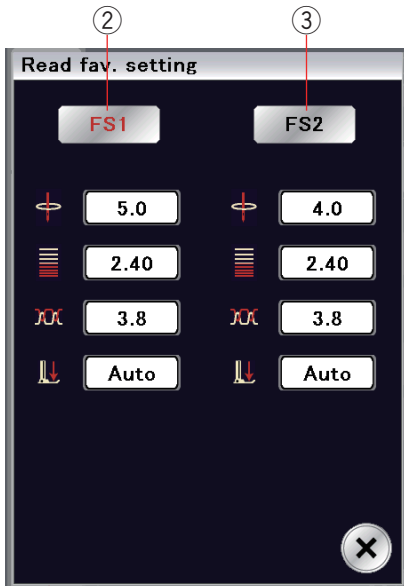 ② ③
Read fav. setting
FS1 FS2
5.0 4.0
2.40 2.40
3.8 3.8
Auto Auto